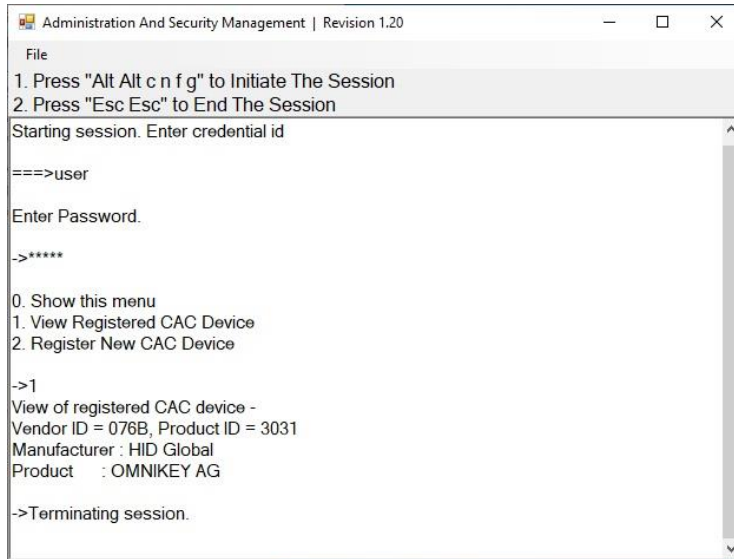 Administration And Security Management | Revision 1.20
File
1. Press "Alt Alt c n f g" to Initiate The Session
2. Press "Esc Esc" to End The Session
Starting session. Enter credential id
===>user
Enter Password.
->*****
0. Show this menu
1. View Registered CAC Device
2. Register New CAC Device
->1
View of registered CAC device -
Vendor ID = 076B, Product ID = 3031
Manufacturer : HID Global
Product : OMNIKEY AG
->Terminating session.